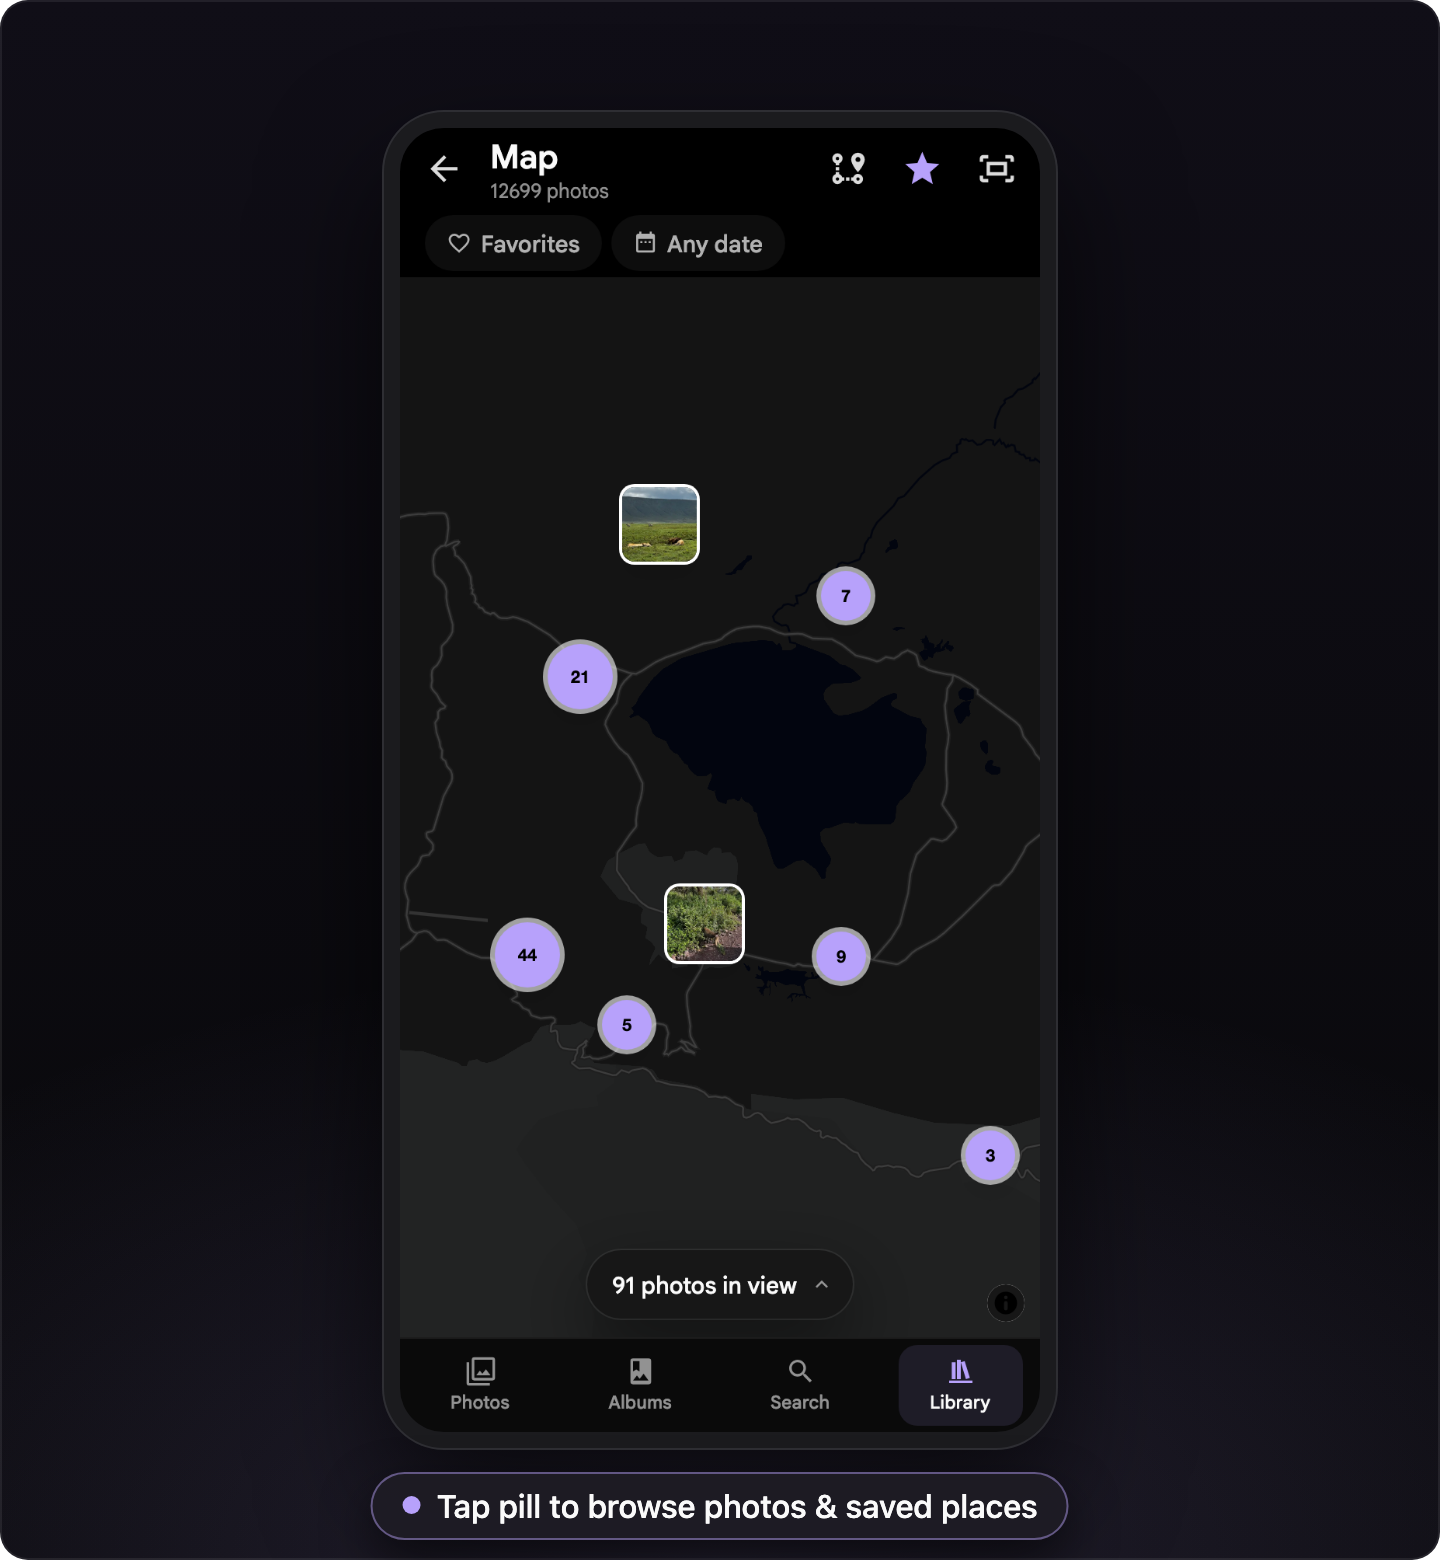 Map
12699 photos
Favorites
Any date
7
21
44
9
5
3
91 photos in view
Photos
Albums
Search
Library
Tap pill to browse photos & saved places